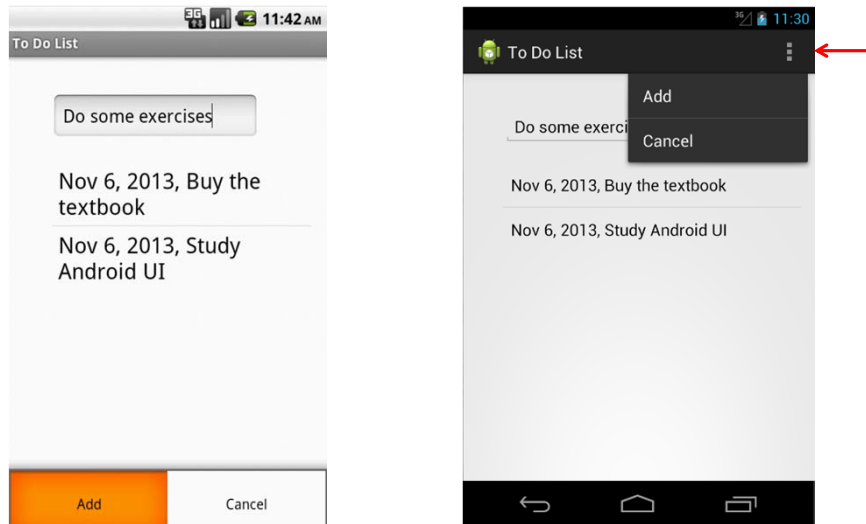 3G 11:42 AM
To Do List
Do some exercises
Nov 6, 2013, Buy the
textbook
Nov 6, 2013, Study
Android UI
Add
Cancel
3G 11:30
To Do List
Add
Cancel
Do some exerci
Nov 6, 2013, Buy the textbook
Nov 6, 2013, Study Android UI